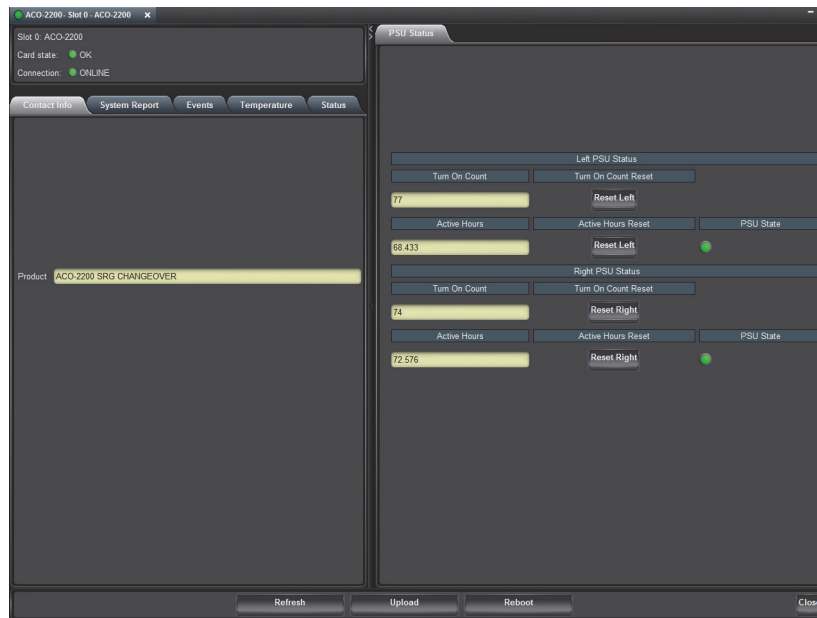 ACO-2200- Slot 0 - ACO-2200 x
Slot 0: ACO-2200
Card state: OK
Connection: ONLINE
Contact Info System Report Events Temperature Status
Product ACO-2200 SRG CHANGEOVER
PSU Status
Left PSU Status
Turn On Count Turn On Count Reset
77 Reset Left
Active Hours Active Hours Reset PSU State
68.433 Reset Left
Right PSU Status
Turn On Count Turn On Count Reset
74 Reset Right
Active Hours Active Hours Reset PSU State
72.576 Reset Right
Refresh Upload Reboot Clos